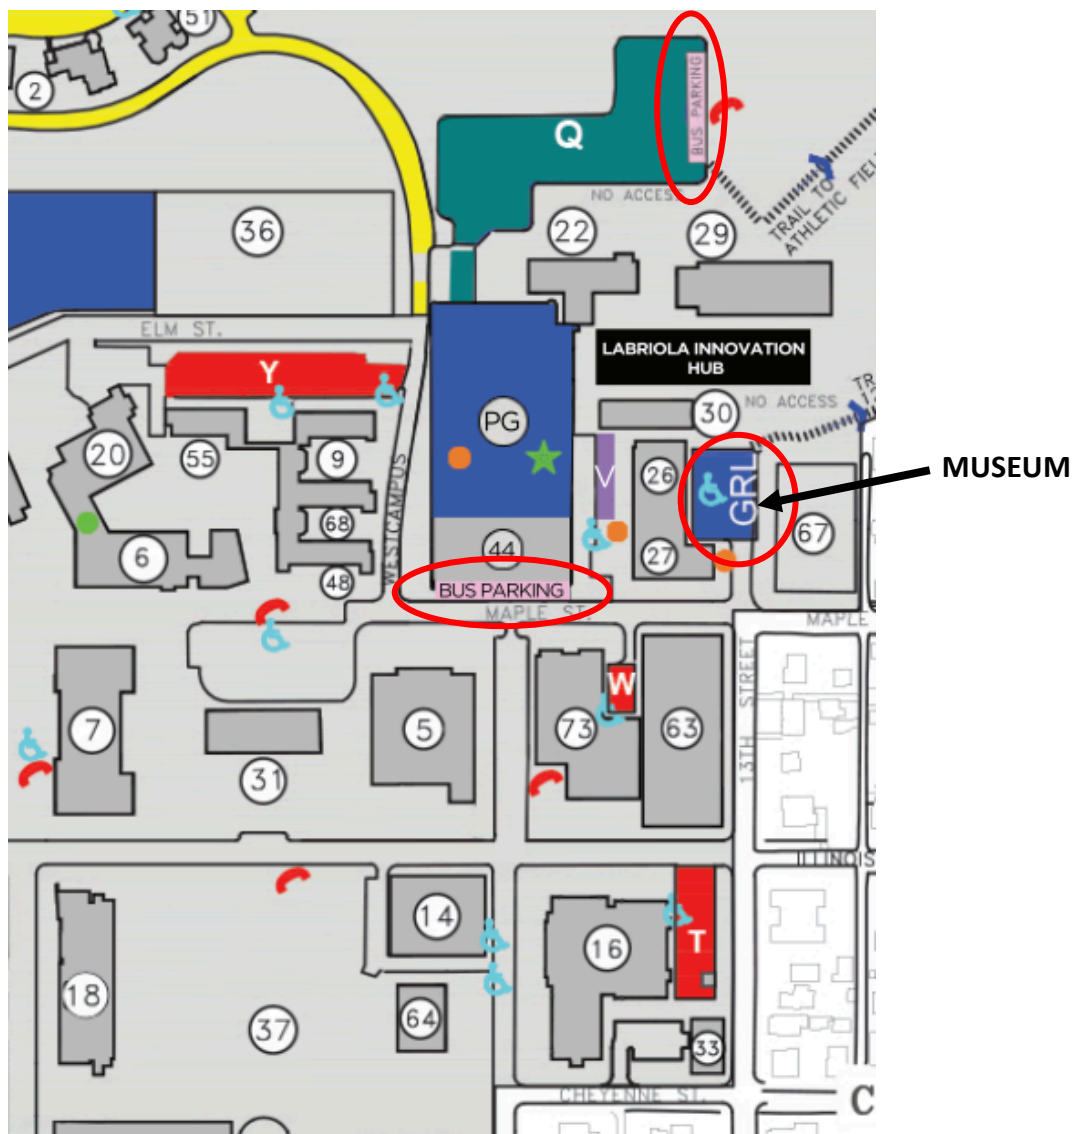 51
2
Q
BUS PARKING
NO ACCESS
TRAIL TO
ATHLETIC FIEL
36
22
29
ELM ST.
LABRIOLA INNOVATION
HUB
Y
30
NO ACCESS
TR
PG
20
55
9
WESTCAMPUS
V
26
GRL
MUSEUM
68
44
27
67
6
48
BUS PARKING
MAPLE ST.
MAPLE
W
7
5
73
63
13TH STREET
31
ILLINOIS
14
16
T
18
64
37
33
CHEYENNE ST.
C